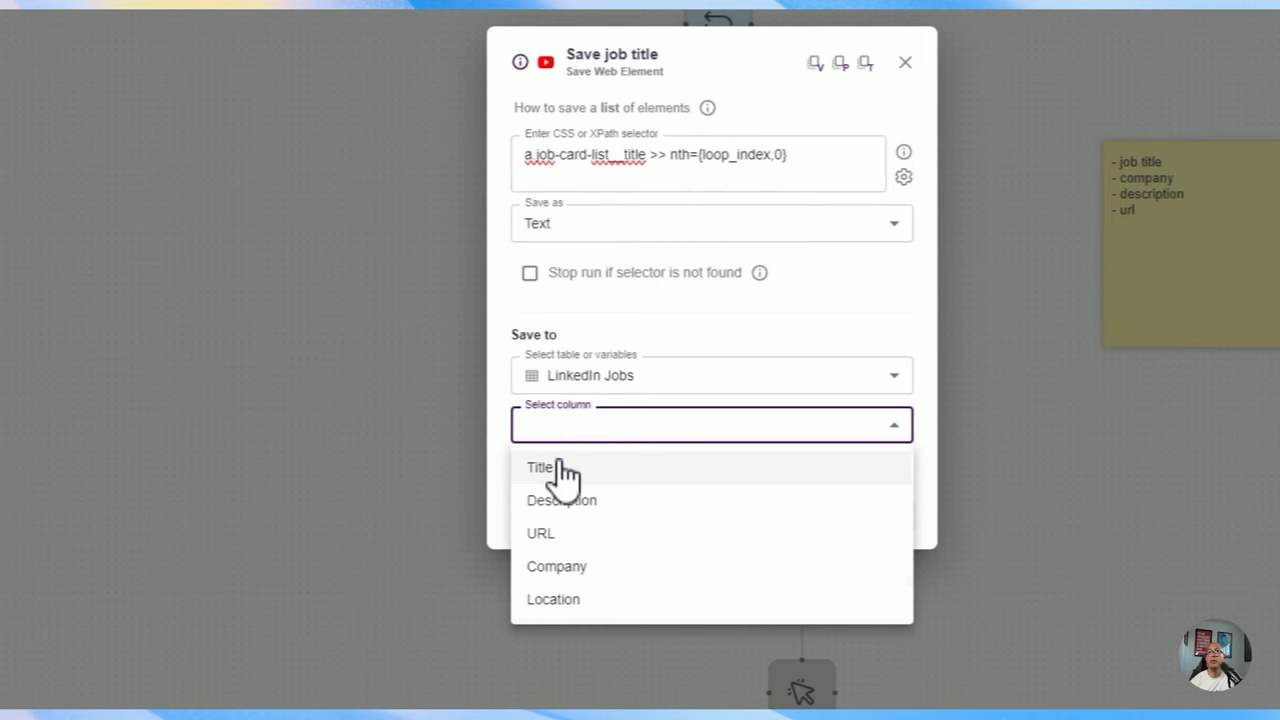 Save job title
Save Web Element
How to save a list of elements
Enter CSS or XPath selector
a.job-card-list__title >> nth={loop_index,0}
Save as
Text
Stop run if selector is not found
Save to
Select table or variables
LinkedIn Jobs
Select column
Title
Description
URL
Company
Location
- job title
- company
- description
- url